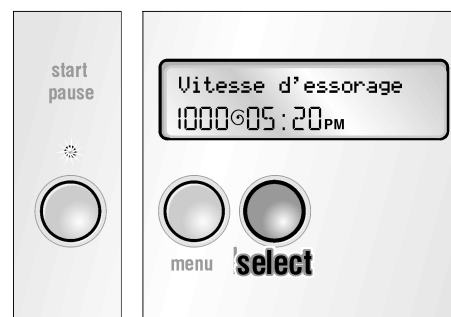 start
pause
Vitesse d'essorage
1000 05:20PM
menu
select